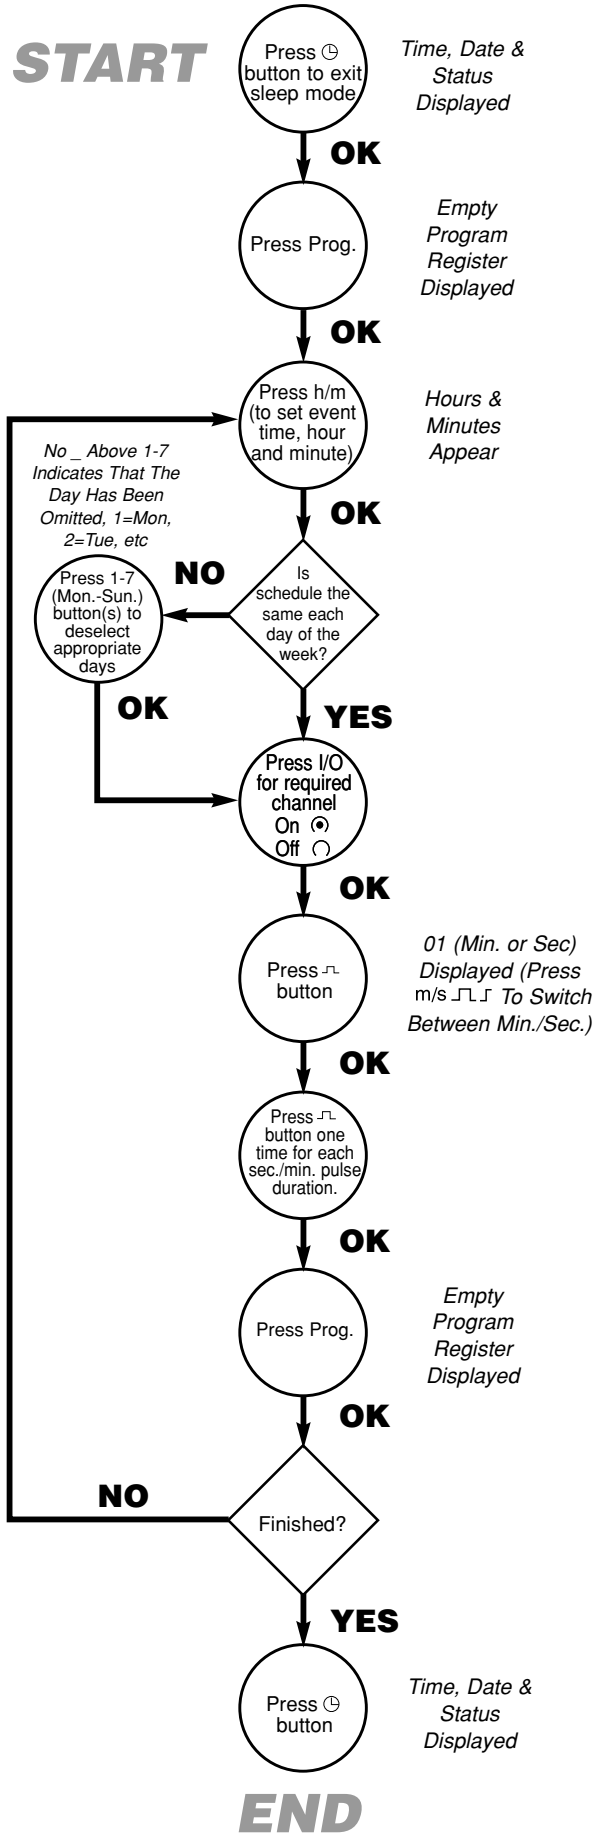 START
Press
button to exit
sleep mode
Time, Date &
Status
Displayed
OK
Press Prog.
Empty
Program
Register
Displayed
OK
Press h/m
(to set event
time, hour
and minute)
Hours &
Minutes
Appear
OK
No _ Above 1-7
Indicates That The
Day Has Been
Omitted, 1=Mon,
2=Tue, etc
Is
schedule the
same each
day of the
week?
NO
Press 1-7
(Mon.-Sun.)
button(s) to
deselect
appropriate
days
OK
YES
Press I/O
for required
channel
On
Off
OK
Press
button
01 (Min. or Sec)
Displayed (Press
m/s To Switch
Between Min./Sec.)
OK
Press
button one
time for each
sec./min. pulse
duration.
OK
Press Prog.
Empty
Program
Register
Displayed
OK
Finished?
NO
YES
Press
button
Time, Date &
Status
Displayed
END